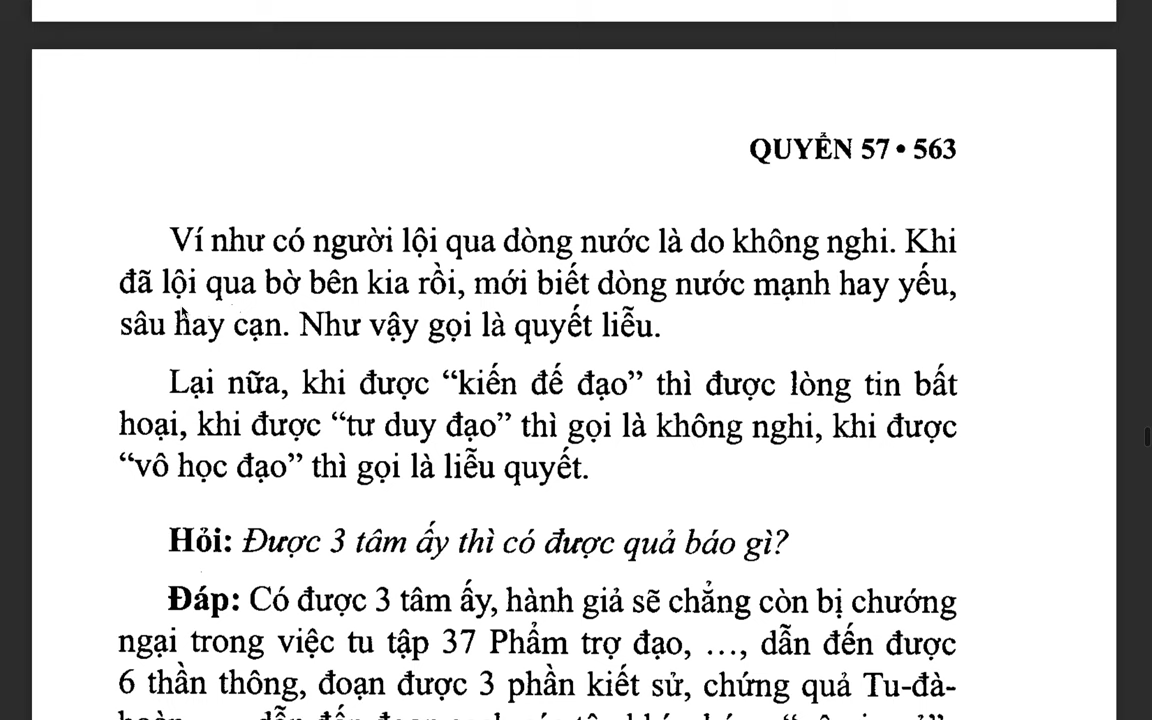 QUYỂN 57 • 563
Ví như có người lội qua dòng nước là do không nghi. Khi
đã lội qua bờ bên kia rồi, mới biết dòng nước mạnh hay yếu,
sâu hay cạn. Như vậy gọi là quyết liễu.
Lại nữa, khi được “kiến đế đạo” thì được lòng tin bất
hoại, khi được “tư duy đạo” thì gọi là không nghi, khi được
“vô học đạo” thì gọi là liễu quyết.
Hỏi: Được 3 tâm ấy thì có được quả báo gì?
Đáp: Có được 3 tâm ấy, hành giả sẽ chẳng còn bị chướng
ngại trong việc tu tập 37 Phẩm trợ đạo, …, dẫn đến được
6 thần thông, đoạn được 3 phần kiết sử, chứng quả Tu-đà-